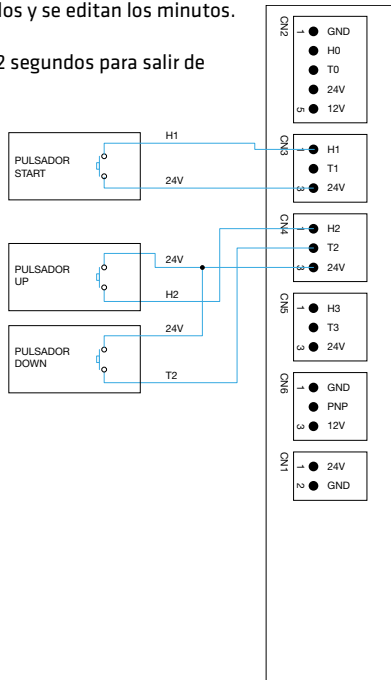 dos y se editan los minutos.
2 segundos para salir de
CN2
1
GND
H0
T0
24V
5
12V
CN3
1
H1
T1
3
24V
H1
PULSADOR
START
24V
CN4
1
H2
T2
3
24V
PULSADOR
UP
24V
H2
PULSADOR
DOWN
24V
T2
CN5
1
H3
T3
3
24V
CN6
1
GND
PNP
3
12V
CN1
1
24V
2
GND